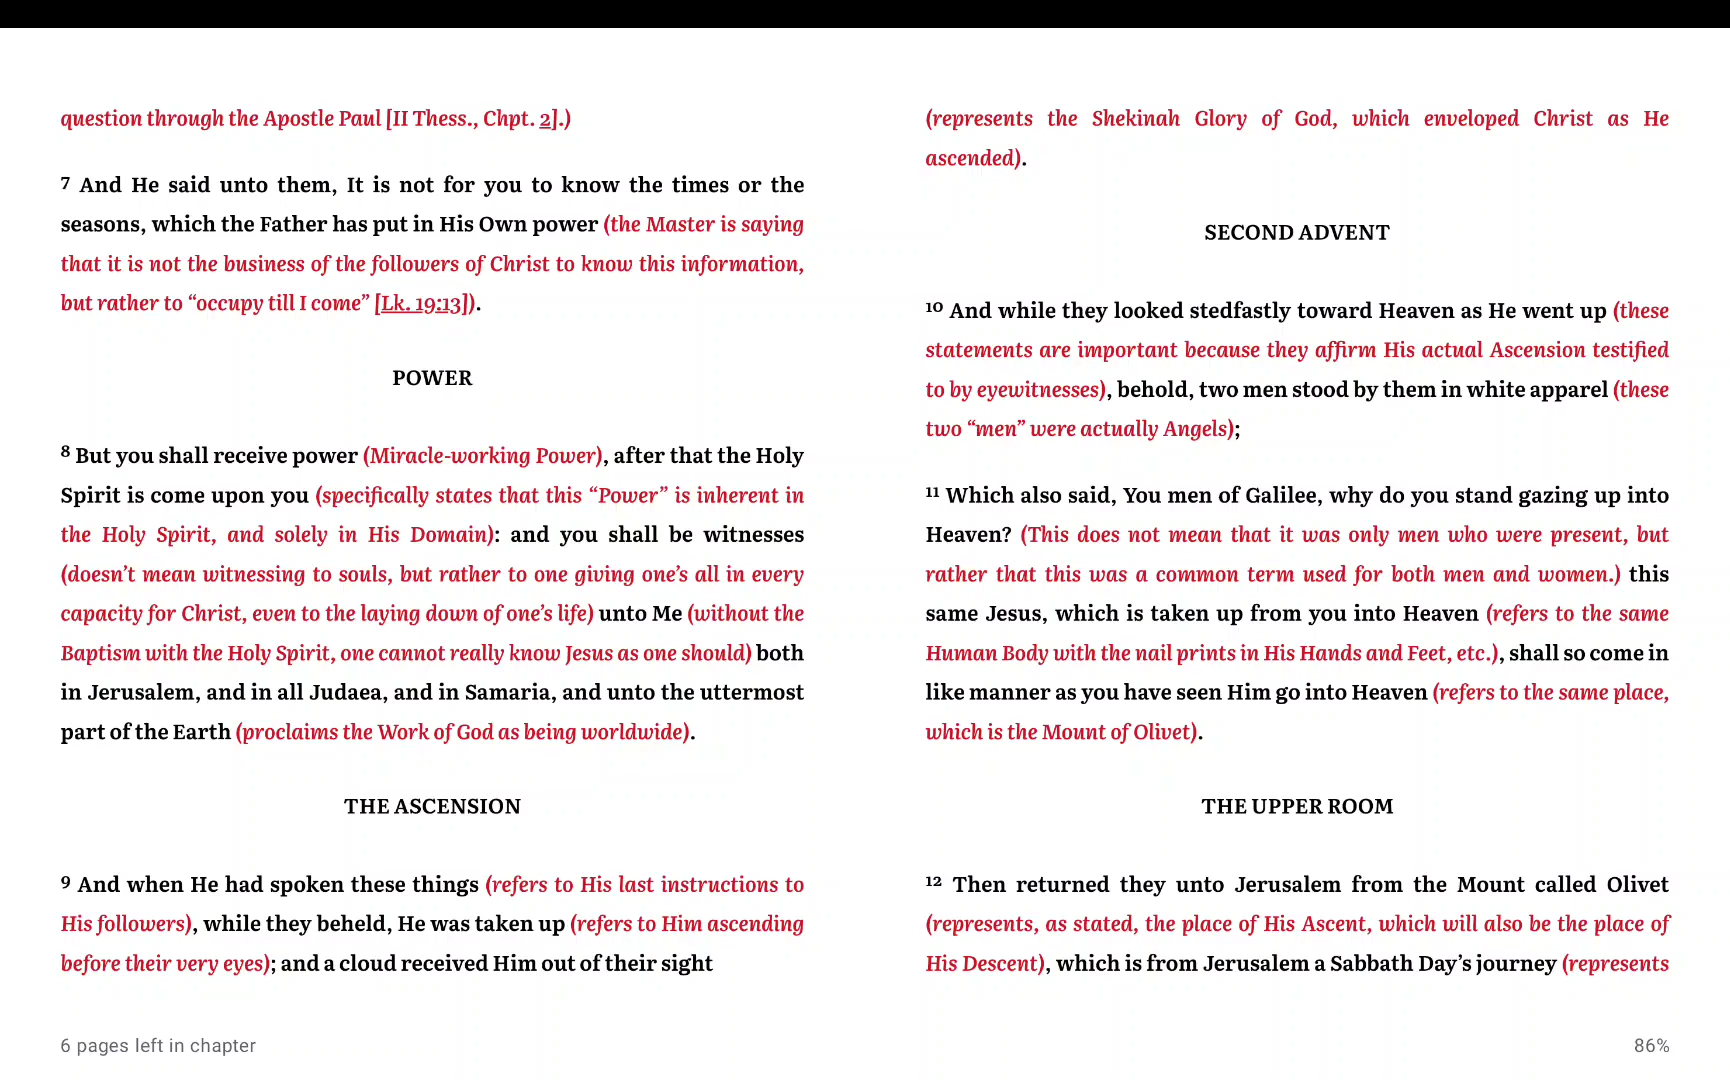 question through the Apostle Paul [II Thess., Chpt. 2].)
7 And He said unto them, It is not for you to know the times or the
seasons, which the Father has put in His Own power (the Master is saying
that it is not the business of the followers of Christ to know this information,
but rather to “occupy till I come” [Lk. 19:13]).
POWER
8 But you shall receive power (Miracle-working Power), after that the Holy
Spirit is come upon you (specifically states that this “Power” is inherent in
the Holy Spirit, and solely in His Domain): and you shall be witnesses
(doesn’t mean witnessing to souls, but rather to one giving one’s all in every
capacity for Christ, even to the laying down of one’s life) unto Me (without the
Baptism with the Holy Spirit, one cannot really know Jesus as one should) both
in Jerusalem, and in all Judaea, and in Samaria, and unto the uttermost
part of the Earth (proclaims the Work of God as being worldwide).
THE ASCENSION
9 And when He had spoken these things (refers to His last instructions to
His followers), while they beheld, He was taken up (refers to Him ascending
before their very eyes); and a cloud received Him out of their sight
(represents the Shekinah Glory of God, which enveloped Christ as He
ascended).
SECOND ADVENT
10 And while they looked stedfastly toward Heaven as He went up (these
statements are important because they affirm His actual Ascension testified
to by eyewitnesses), behold, two men stood by them in white apparel (these
two “men” were actually Angels);
11 Which also said, You men of Galilee, why do you stand gazing up into
Heaven? (This does not mean that it was only men who were present, but
rather that this was a common term used for both men and women.) this
same Jesus, which is taken up from you into Heaven (refers to the same
Human Body with the nail prints in His Hands and Feet, etc.), shall so come in
like manner as you have seen Him go into Heaven (refers to the same place,
which is the Mount of Olivet).
THE UPPER ROOM
12 Then returned they unto Jerusalem from the Mount called Olivet
(represents, as stated, the place of His Ascent, which will also be the place of
His Descent), which is from Jerusalem a Sabbath Day’s journey (represents
6 pages left in chapter
86%